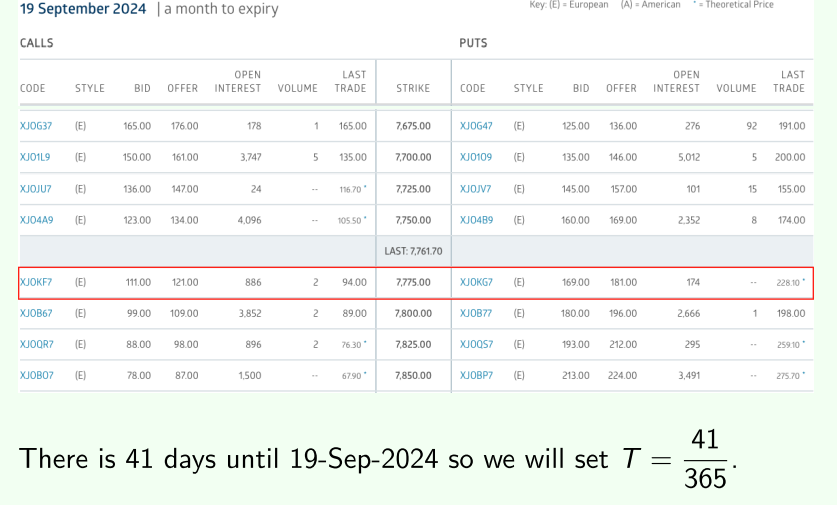 19 September 2024 | a month to expiry Key: (E) = European (A) = American * = Theoretical Price
CALLS PUTS
OPEN LAST OPEN LAST
CODE STYLE BID OFFER INTEREST VOLUME TRADE STRIKE CODE STYLE BID OFFER INTEREST VOLUME TRADE
XJOG37 (E) 165.00 176.00 178 1 165.00 7,675.00 XJOG47 (E) 125.00 136.00 276 92 191.00
XJO1L9 (E) 150.00 161.00 3,747 5 135.00 7,700.00 XJO1O9 (E) 135.00 146.00 5,012 5 200.00
XJOJU7 (E) 136.00 147.00 24 -- 116.70 * 7,725.00 XJOJV7 (E) 145.00 157.00 101 15 155.00
XJO4A9 (E) 123.00 134.00 4,096 -- 105.50 * 7,750.00 XJO4B9 (E) 160.00 169.00 2,352 8 174.00
LAST: 7,761.70
XJOKF7 (E) 111.00 121.00 886 2 94.00 7,775.00 XJOKG7 (E) 169.00 181.00 174 -- 228.10 *
XJOB67 (E) 99.00 109.00 3,852 2 89.00 7,800.00 XJOB77 (E) 180.00 196.00 2,666 1 198.00
XJOQR7 (E) 88.00 98.00 896 2 76.30 * 7,825.00 XJOQS7 (E) 193.00 212.00 295 -- 259.10 *
XJOBO7 (E) 78.00 87.00 1,500 -- 67.90 * 7,850.00 XJOBP7 (E) 213.00 224.00 3,491 -- 275.70 *
There is 41 days until 19-Sep-2024 so we will set T = 41/365.